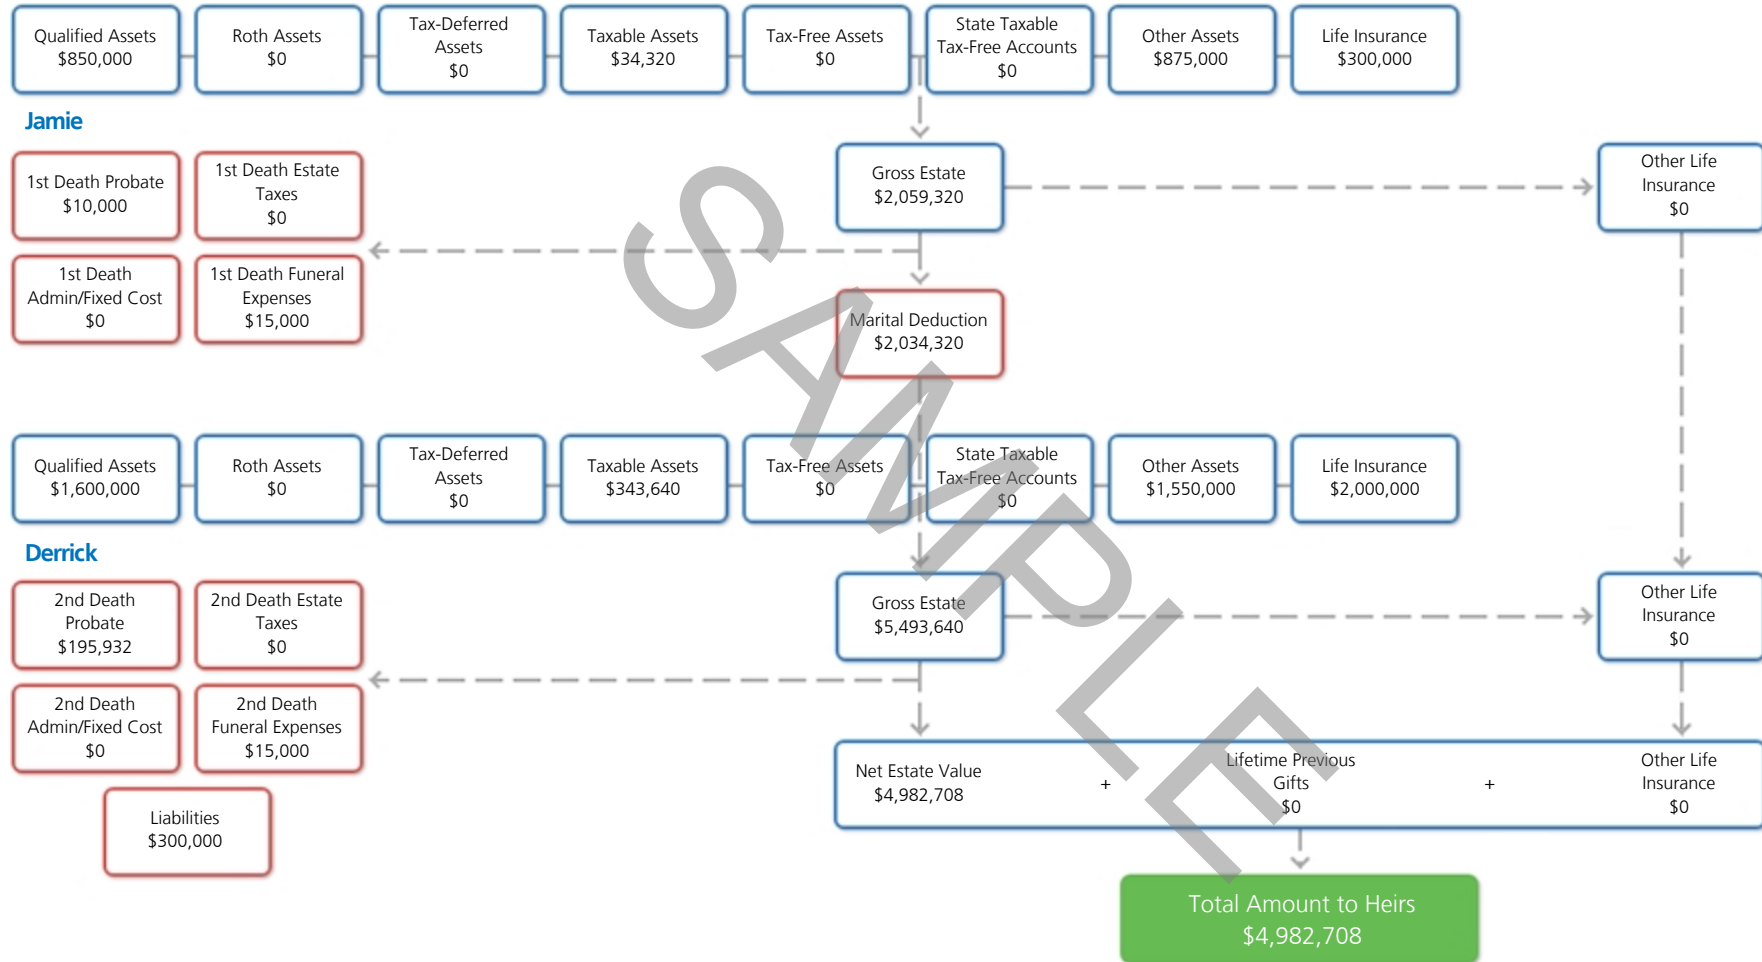 Qualified Assets
$850,000
Roth Assets
$0
Tax-Deferred
Assets
$0
Taxable Assets
$34,320
Tax-Free Assets
$0
State Taxable
Tax-Free Accounts
$0
Other Assets
$875,000
Life Insurance
$300,000
Jamie
1st Death Probate
$10,000
1st Death Estate
Taxes
$0
1st Death
Admin/Fixed Cost
$0
1st Death Funeral
Expenses
$15,000
Gross Estate
$2,059,320
Other Life
Insurance
$0
Marital Deduction
$2,034,320
Qualified Assets
$1,600,000
Roth Assets
$0
Tax-Deferred
Assets
$0
Taxable Assets
$343,640
Tax-Free Assets
$0
State Taxable
Tax-Free Accounts
$0
Other Assets
$1,550,000
Life Insurance
$2,000,000
Derrick
2nd Death
Probate
$195,932
2nd Death Estate
Taxes
$0
2nd Death
Admin/Fixed Cost
$0
2nd Death
Funeral Expenses
$15,000
Liabilities
$300,000
Gross Estate
$5,493,640
Other Life
Insurance
$0
Net Estate Value
$4,982,708
+
Lifetime Previous
Gifts
$0
+
Other Life
Insurance
$0
Total Amount to Heirs
$4,982,708
SAMPLE